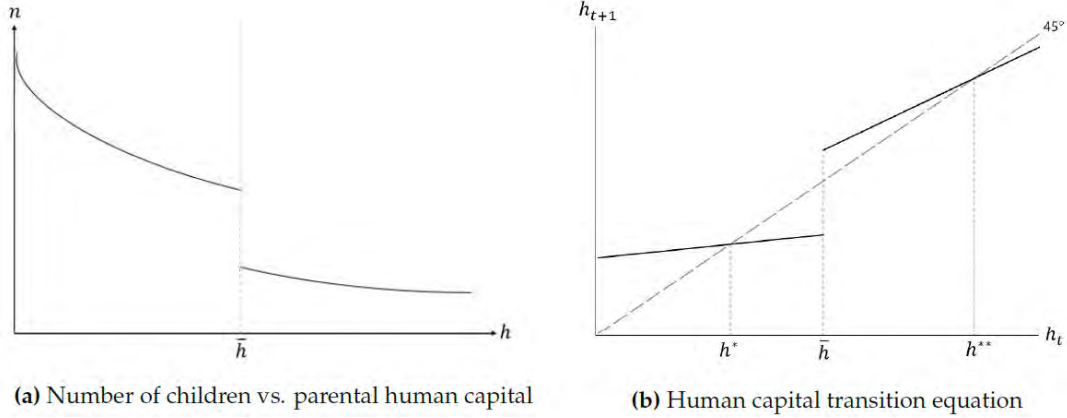 n
h
h̄
(a) Number of children vs. parental human capital
h_{t+1}
45°
h*
h̄
h**
h_t
(b) Human capital transition equation